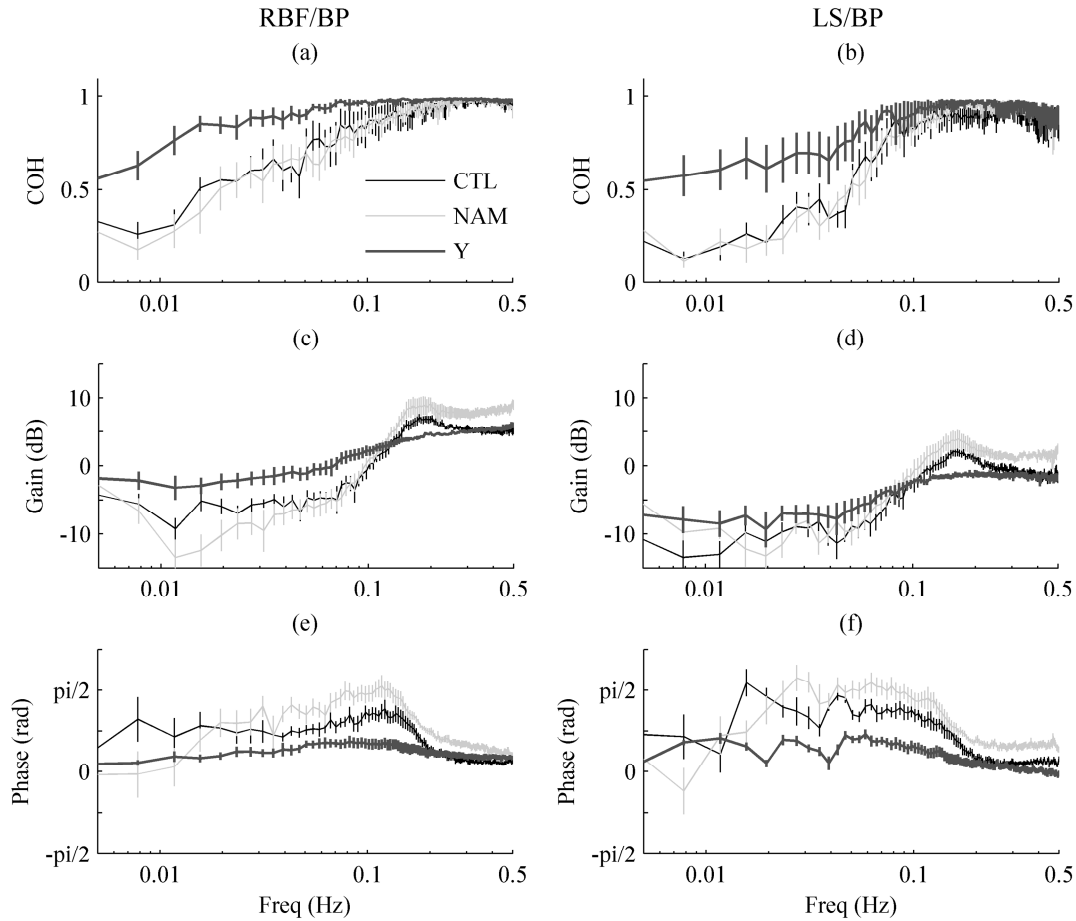 RBF/BP
LS/BP
(a)
(b)
1
0.5
0
COH
CTL
NAM
Y
0.01
0.1
0.5
1
0.5
0
COH
0.01
0.1
0.5
(c)
(d)
10
0
-10
Gain (dB)
0.01
0.1
0.5
10
0
-10
Gain (dB)
0.01
0.1
0.5
(e)
(f)
pi/2
0
-pi/2
Phase (rad)
0.01
0.1
0.5
Freq (Hz)
pi/2
0
-pi/2
Phase (rad)
0.01
0.1
0.5
Freq (Hz)